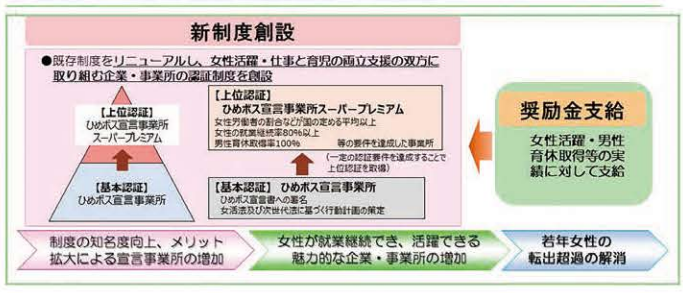 新制度創設
●既存制度をリニューアルし、女性活躍・仕事と育児の両立支援の双方に
取り組む企業・事業所の認証制度を創設
【上位認証】
ひめボス宣言事業所
スーパープレミアム
【基本認証】
ひめボス宣言事業所
【上位認証】
ひめボス宣言事業所スーパープレミアム
女性労働者の割合などが国の定める平均以上
女性の就業継続率80%以上
男性育休取得率100% 等の要件を達成した事業所
(一定の認証要件を達成することで
上位認証を取得)
【基本認証】 ひめボス宣言事業所
ひめボス宣言書への署名
女活法及び次世代法に基づく行動計画の策定
奨励金支給
女性活躍・男性
育休取得等の実
績に対して支給
制度の知名度向上、メリット
拡大による宣言事業所の増加
女性が就業継続でき、活躍できる
魅力的な企業・事業所の増加
若年女性の
転出超過の解消